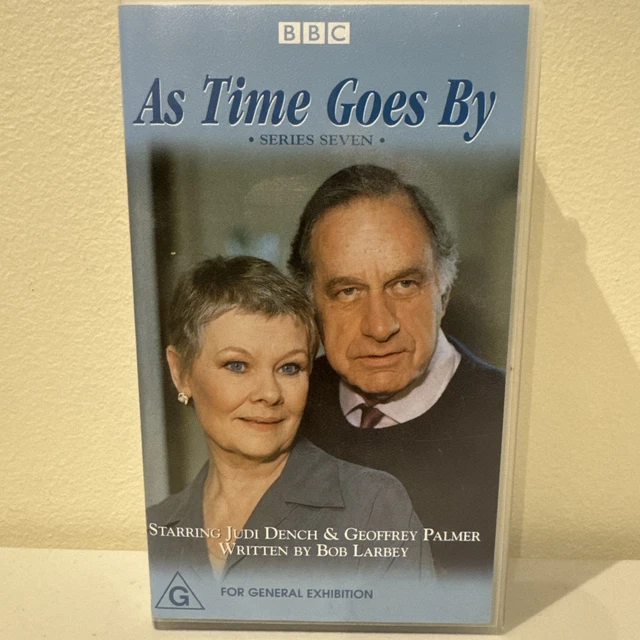 BBC
As Time Goes By
• SERIES SEVEN •
STARRING JUDI DENCH & GEOFFREY PALMER
WRITTEN BY BOB LARBEY
G FOR GENERAL EXHIBITION